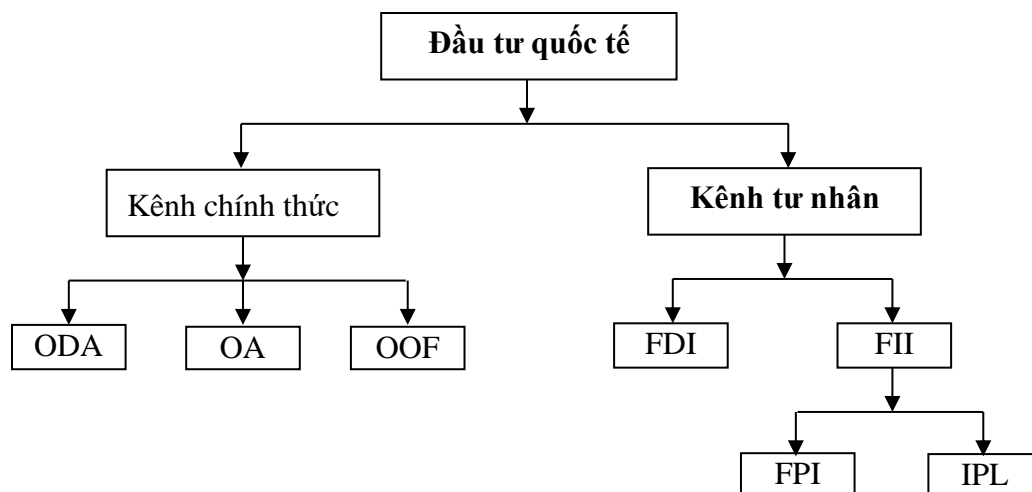 Đầu tư quốc tế
Kênh chính thức
Kênh tư nhân
ODA
OA
OOF
FDI
FII
FPI
IPL